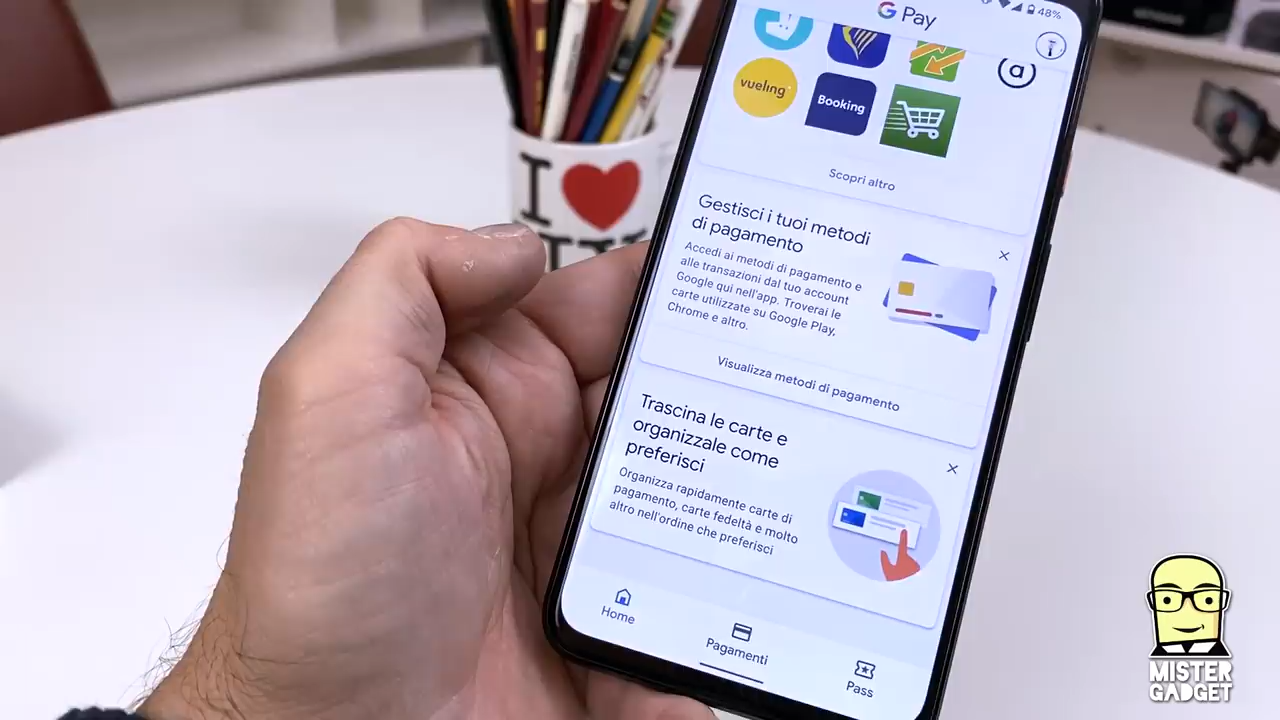 48%
G Pay
vueling
Booking
@
Scopri altro
Gestisci i tuoi metodi
di pagamento
Accedi ai metodi di pagamento e
alle transazioni dal tuo account
Google qui nell'app. Troverai le
carte utilizzate su Google Play,
Chrome e altro.
Visualizza metodi di pagamento
Trascina le carte e
organizzale come
preferisci
Organizza rapidamente carte di
pagamento, carte fedeltà e molto
altro nell'ordine che preferisci
Home
Pagamenti
Pass
I
MISTER
GADGET